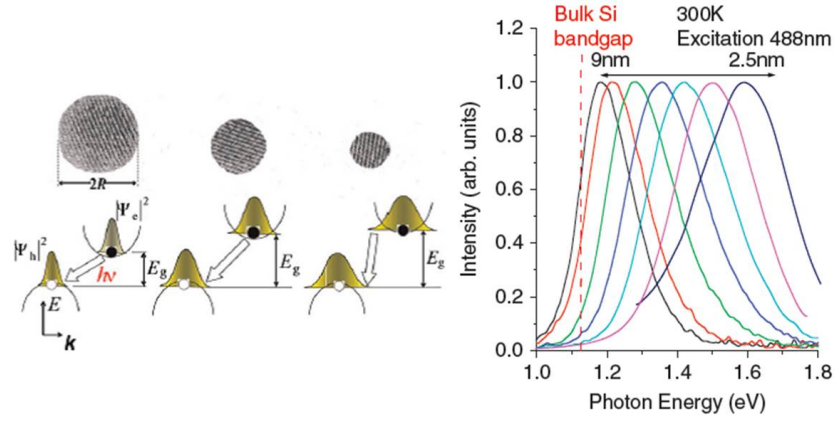 2R
|Ψe|²
|Ψh|²
hν
Eg
Eg
Eg
E
k
Bulk Si
bandgap
300K
Excitation 488nm
9nm
2.5nm
Intensity (arb. units)
1.2
1.0
0.8
0.6
0.4
0.2
0.0
1.0
1.2
1.4
1.6
1.8
Photon Energy (eV)